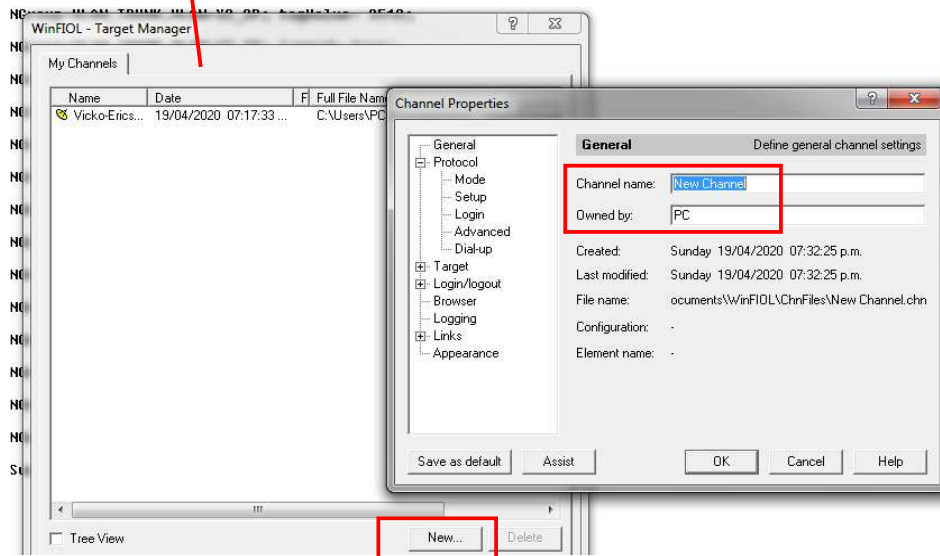 WinFIOL - Target Manager
My Channels
Name Date F Full File Name
Vicko-Erics... 19/04/2020 07:17:33 ... C:\Users\PC
Tree View
New... Delete
Channel Properties
General
Protocol
Mode
Setup
Login
Advanced
Dial-up
Target
Login/logout
Browser
Logging
Links
Appearance
General Define general channel settings
Channel name: New Channel
Owned by: PC
Created: Sunday 19/04/2020 07:32:25 p.m.
Last modified: Sunday 19/04/2020 07:32:25 p.m.
File name: ocuments\WinFIOL\ChnFiles\New Channel.chn
Configuration: -
Element name: -
Save as default Assist OK Cancel Help